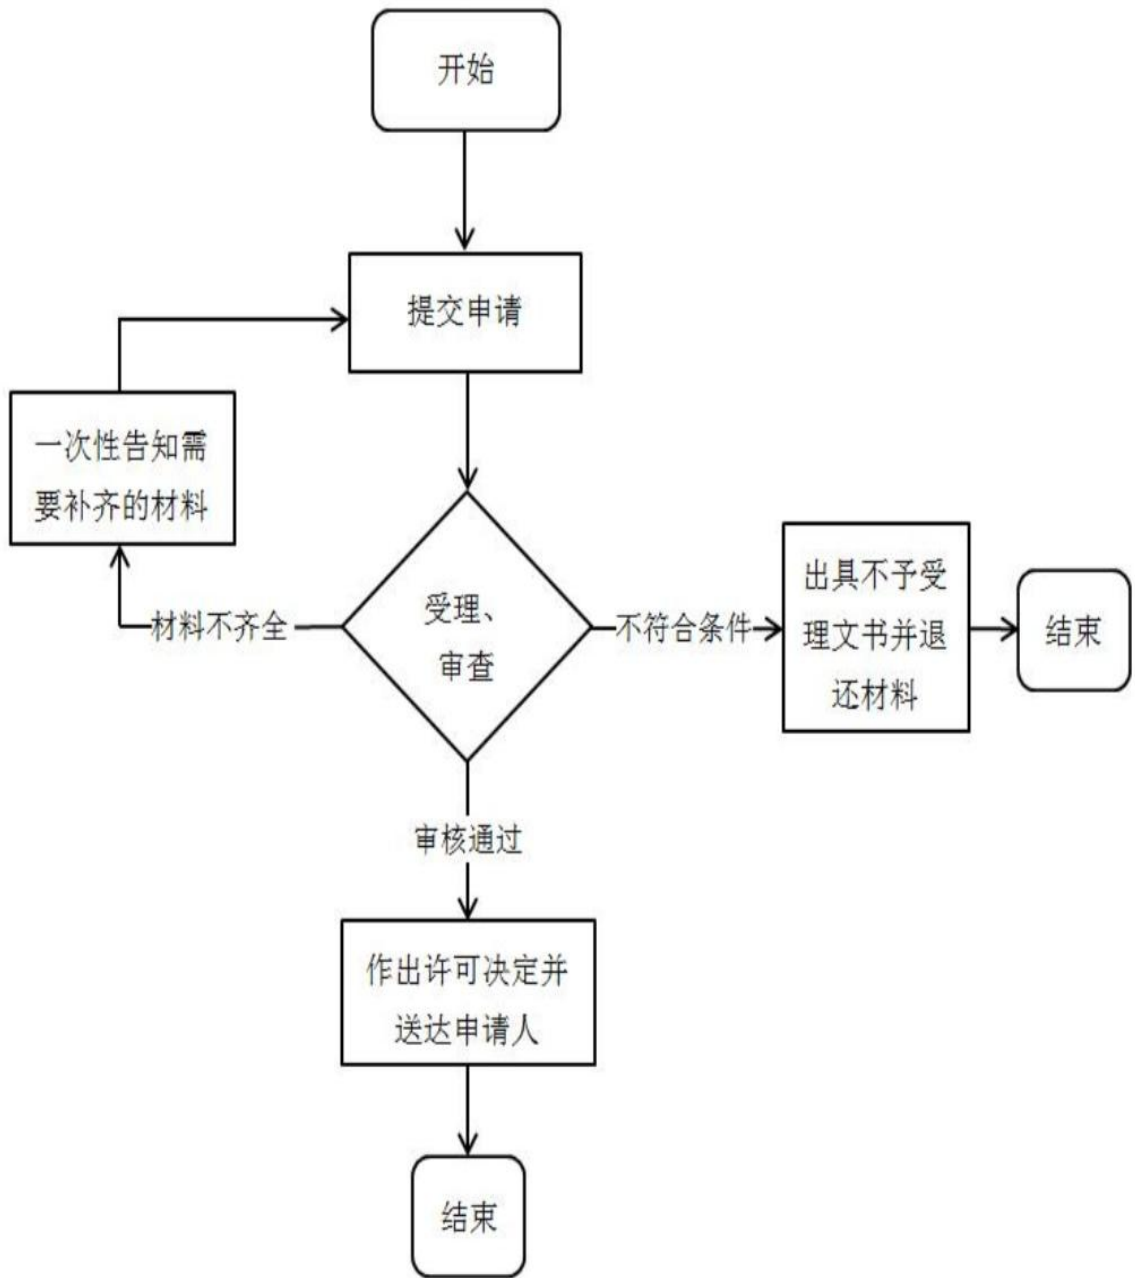 开始
提交申请
一次性告知需
要补齐的材料
材料不齐全
受理、
审查
不符合条件
出具不予受
理文书并退
还材料
结束
审核通过
作出许可决定并
送达申请人
结束